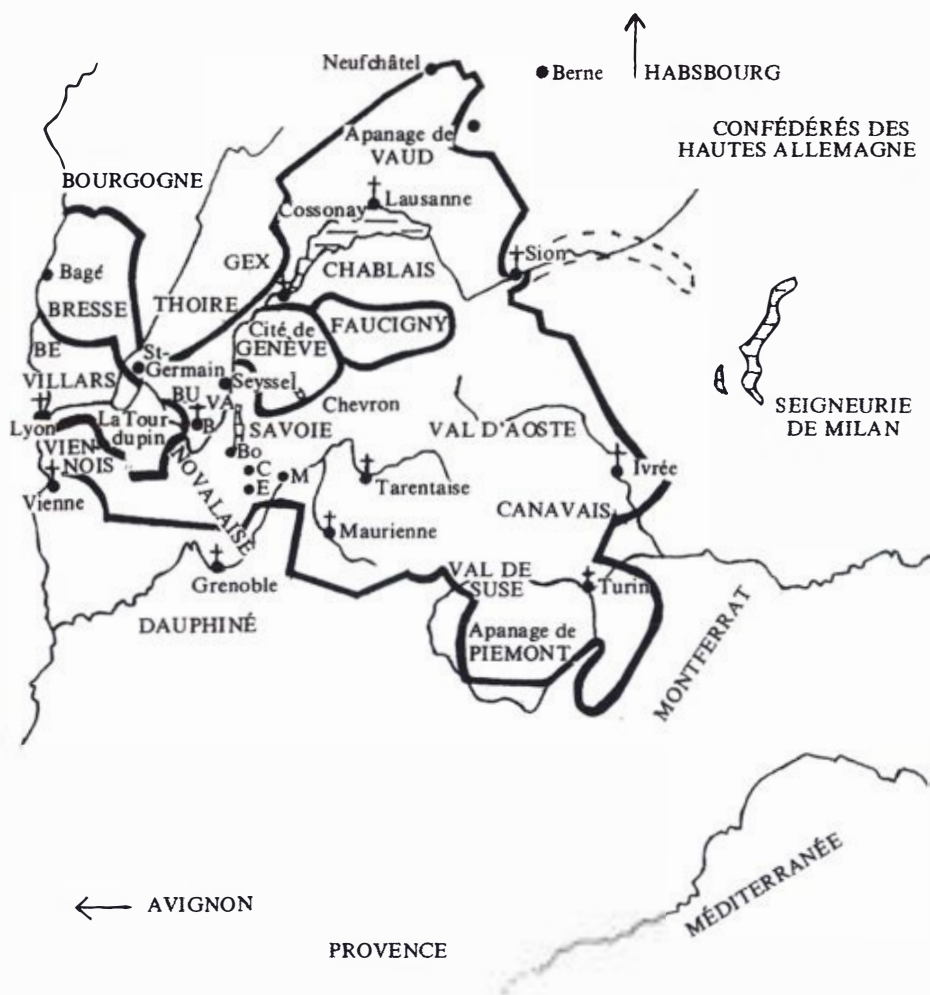 Neufchâtel
Berne
HABSBOURG
CONFÉDÉRÉS DES
HAUTES ALLEMAGNE
Apanage de
VAUD
BOURGOGNE
Lausanne
Cossonay
Sion
GEX
CHABLAIS
Bagé
BRESSE
THOIRE
Cité de
GENÈVE
FAUCIGNY
BE
St-
Germain
VILLARS
Seyssel
BU
VA
Chevron
SEIGNEURIE
DE MILAN
Lyon
La Tour
du pin
B
SAVOIE
VAL D'AOSTE
VIEN
NOIS
Bo
C
M
E
Ivrée
Vienne
NOVALAISE
Tarentaise
CANAVAIS
Maurienne
Grenoble
VAL DE
SUSE
Turin
DAUPHINÉ
Apanage de
PIEMONT
MONTFERRAT
MÉDITERRANÉE
AVIGNON
PROVENCE